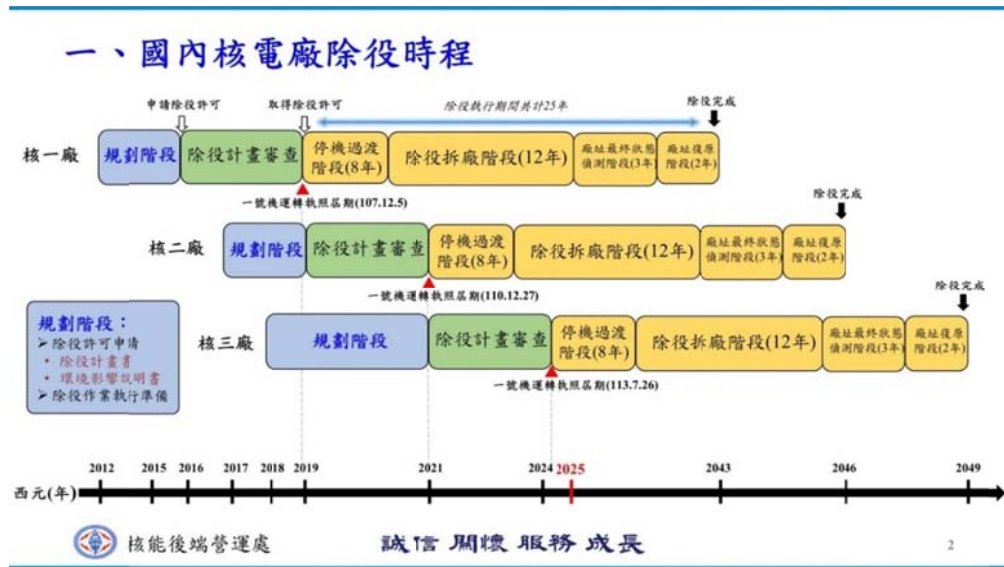 一、國內核電廠除役時程
申請除役許可
取得除役許可
除役執行期間共計25年
除役完成
核一廠
規劃階段
除役計畫審查
停機過渡
階段(8年)
除役拆廠階段(12年)
廠址最終狀態
偵測階段(3年)
廠址復原
階段(2年)
一號機運轉執照屆期(107.12.5)
除役完成
核二廠
規劃階段
除役計畫審查
停機過渡
階段(8年)
除役拆廠階段(12年)
廠址最終狀態
偵測階段(3年)
廠址復原
階段(2年)
一號機運轉執照屆期(110.12.27)
除役完成
核三廠
規劃階段
除役計畫審查
停機過渡
階段(8年)
除役拆廠階段(12年)
廠址最終狀態
偵測階段(3年)
廠址復原
階段(2年)
一號機運轉執照屆期(113.7.26)
規劃階段：
➢ 除役許可申請
• 除役計畫書
• 環境影響說明書
➢ 除役作業執行準備
2012 2015 2016 2017 2018 2019 2021 2024 2025 2043 2046 2049
西元(年)
核能後端營運處
誠信 關懷 服務 成長
2